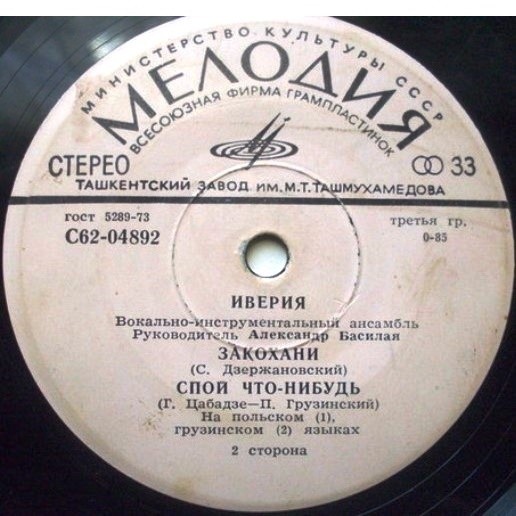 МИНИСТЕРСТВО КУЛЬТУРЫ СССР
МЕЛОДИЯ
ВСЕСОЮЗНАЯ ФИРМА ГРАМПЛАСТИНОК
СТЕРЕО 33
ТАШКЕНТСКИЙ ЗАВОД ИМ. М.Т. ТАШМУХАМЕДОВА
гост 5289-73 третья гр.
С62-04892 0-85
ИВЕРИЯ
Вокально-инструментальный ансамбль
Руководитель Александр Басилая
ЗАКОХАНИ
(С. Дзержановский)
СПОЙ ЧТО-НИБУДЬ
(Г. Цабадзе—П. Грузинский)
На польском (1),
грузинском (2) языках
2 сторона